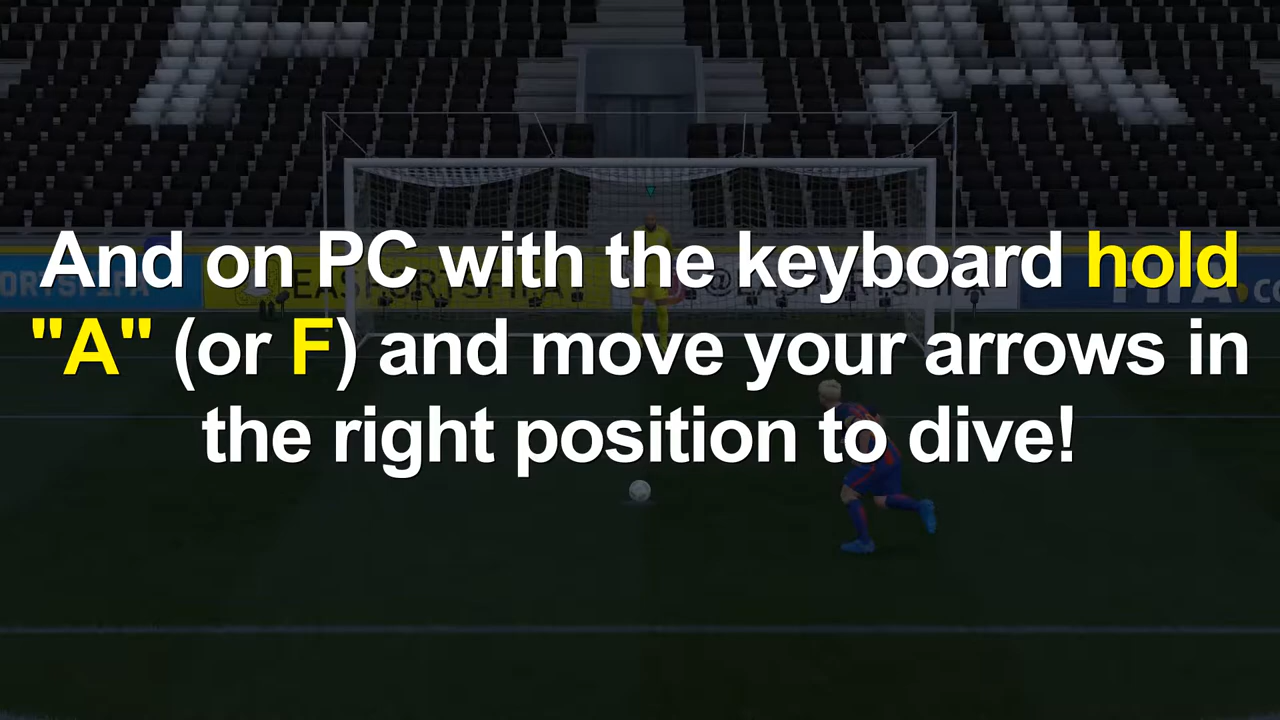 And on PC with the keyboard hold
"A" (or F) and move your arrows in
the right position to dive!